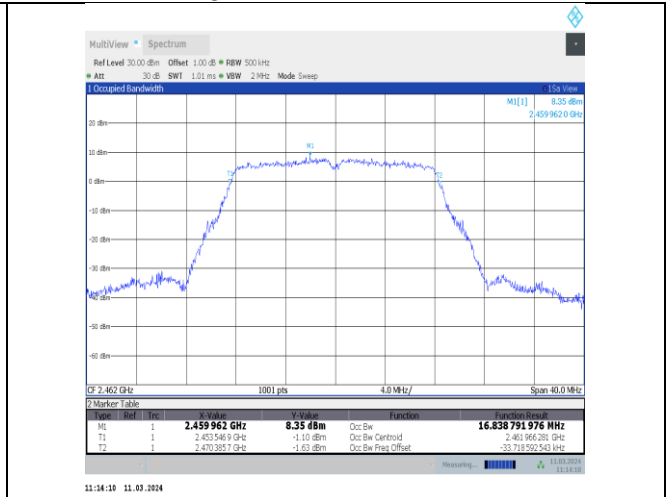 MultiView Spectrum
Ref Level 30.00 dBm Offset 1.00 dB RBW 500 kHz
Att 30 dB SWT 1.01 ms VBW 2 MHz Mode Sweep
1 Occupied Bandwidth 1Sa View
M1[1] 8.35 dBm
2.459 962 0 GHz
20 dBm
M1
10 dBm
T1 T2
0 dBm
-10 dBm
-20 dBm
-30 dBm
-40 dBm
-50 dBm
-60 dBm
CF 2.462 GHz 1001 pts 4.0 MHz/ Span 40.0 MHz
2 Marker Table
Type Ref Trc X-Value Y-Value Function Function Result
M1 1 2.459 962 GHz 8.35 dBm Occ Bw 16.838 791 976 MHz
T1 1 2.453 546 9 GHz -1.10 dBm Occ Bw Centroid 2.461 966 281 GHz
T2 1 2.470 385 7 GHz -1.63 dBm Occ Bw Freq Offset -33.718 592 543 kHz
Measuring... 11.03.2024
11:14:10
11:14:10 11.03.2024